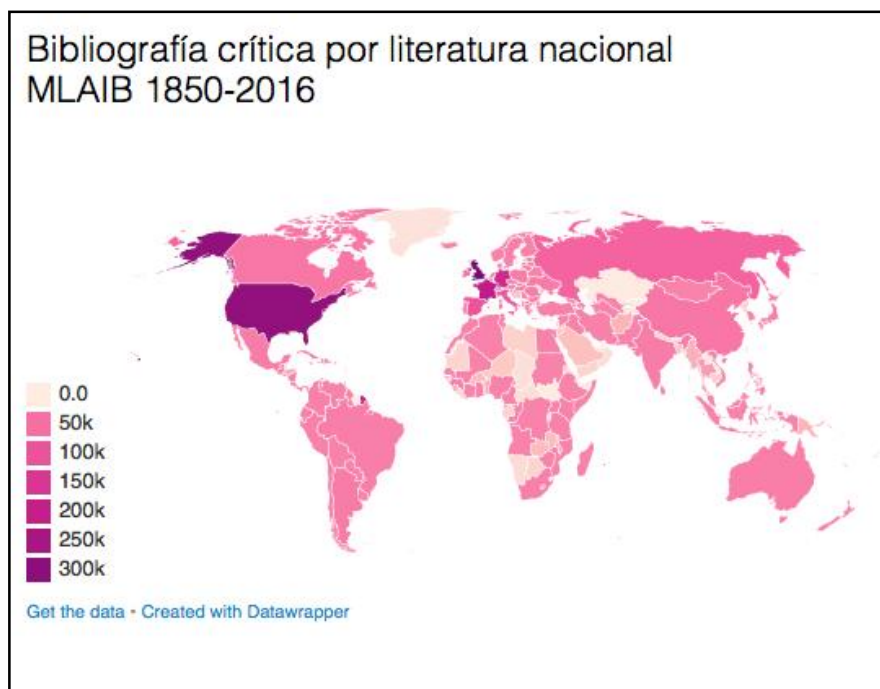 Bibliografía crítica por literatura nacional
MLAIB 1850-2016
0.0
50k
100k
150k
200k
250k
300k
Get the data • Created with Datawrapper